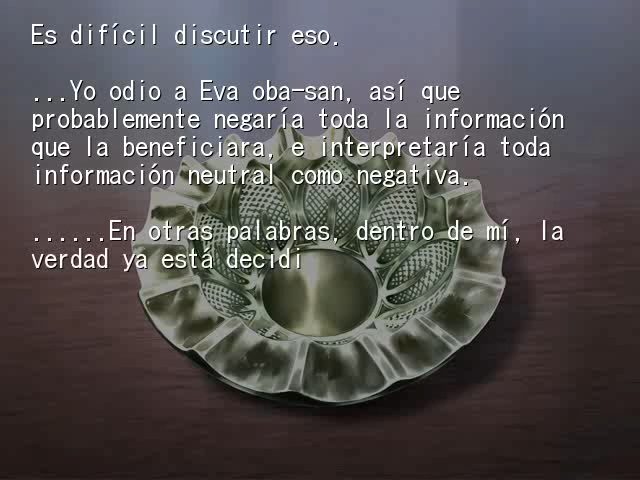 Es difícil discutir eso.
...Yo odio a Eva oba-san, así que
probablemente negaría toda la información
que la beneficiara, e interpretaría toda
información neutral como negativa.
......En otras palabras, dentro de mí, la
verdad ya está decidi